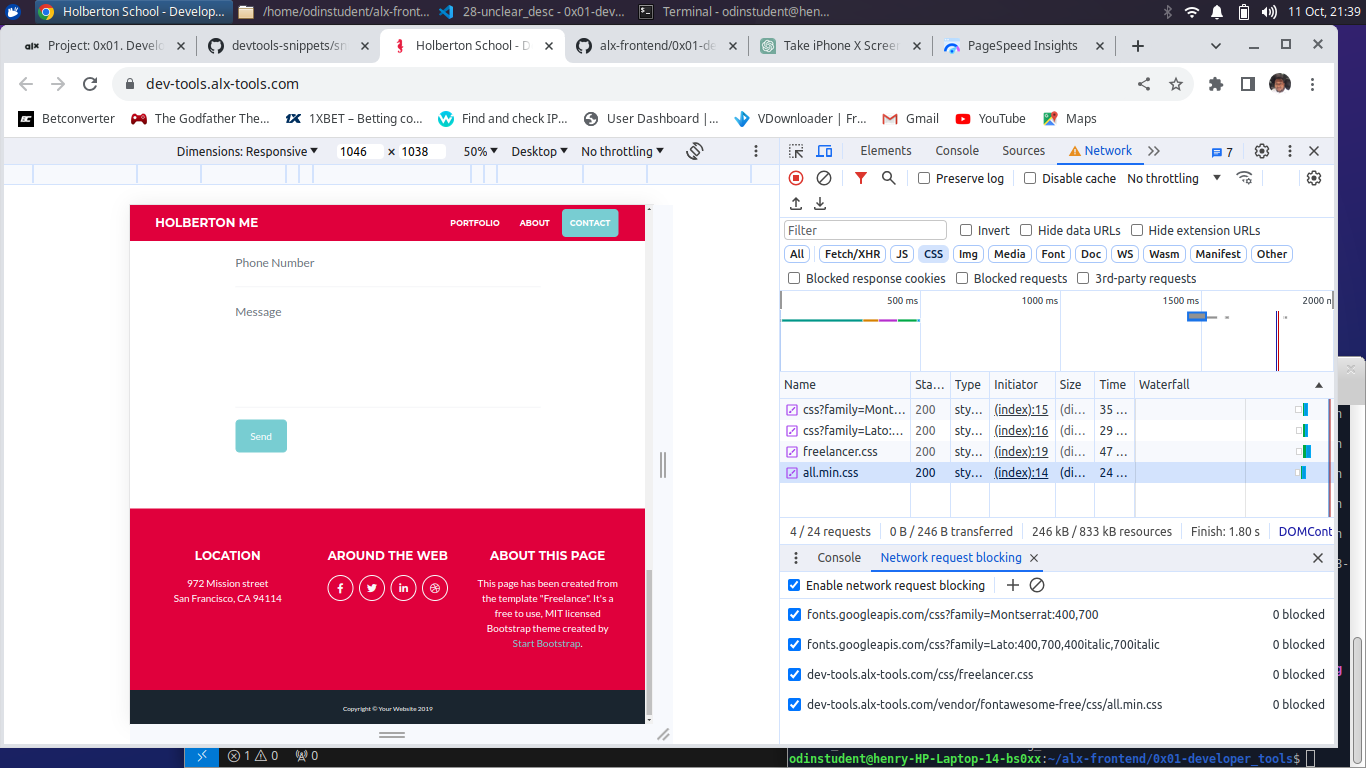 Holberton School - Develop...
/home/odinstudent/alx-front...
28-unclear_desc - 0x01-dev...
Terminal - odinstudent@hen...
11 Oct, 21:39
alx Project: 0x01. Develo
devtools-snippets/sn
Holberton School - D
alx-frontend/0x01-de
Take iPhone X Screen
PageSpeed Insights
dev-tools.alx-tools.com
Betconverter
The Godfather The...
1XBET – Betting co...
Find and check IP...
User Dashboard |...
VDownloader | Fr...
Gmail
YouTube
Maps
Dimensions: Responsive 1046 × 1038 50% Desktop No throttling
Elements Console Sources Network 7
Preserve log Disable cache No throttling
Filter Invert Hide data URLs Hide extension URLs
All Fetch/XHR JS CSS Img Media Font Doc WS Wasm Manifest Other
Blocked response cookies Blocked requests 3rd-party requests
500 ms 1000 ms 1500 ms 2000 n
Name Sta... Type Initiator Size Time Waterfall
css?family=Mont... 200 sty... (index):15 (di... 35 ...
css?family=Lato:... 200 sty... (index):16 (di... 29 ...
freelancer.css 200 sty... (index):19 (di... 47 ...
all.min.css 200 sty... (index):14 (di... 24 ...
4 / 24 requests 0 B / 246 B transferred 246 kB / 833 kB resources Finish: 1.80 s DOMCont
Console Network request blocking
Enable network request blocking
fonts.googleapis.com/css?family=Montserrat:400,700 0 blocked
fonts.googleapis.com/css?family=Lato:400,700,400italic,700italic 0 blocked
dev-tools.alx-tools.com/css/freelancer.css 0 blocked
dev-tools.alx-tools.com/vendor/fontawesome-free/css/all.min.css 0 blocked
HOLBERTON ME PORTFOLIO ABOUT CONTACT
Phone Number
Message
Send
LOCATION
972 Mission street
San Francisco, CA 94114
AROUND THE WEB
ABOUT THIS PAGE
This page has been created from
the template "Freelance". It's a
free to use, MIT licensed
Bootstrap theme created by
Start Bootstrap.
Copyright © Your Website 2019
1 0 0
odinstudent@henry-HP-Laptop-14-bs0xx:~/alx-frontend/0x01-developer_tools$